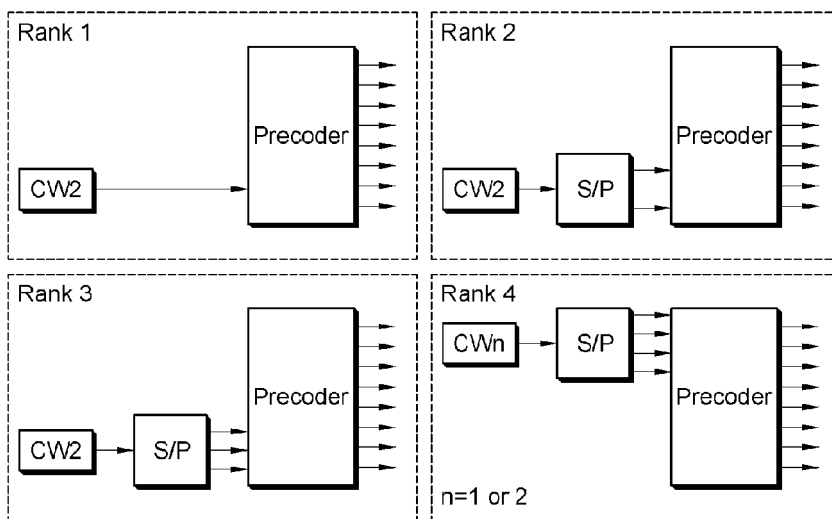 Rank 1
Precoder
CW2
Rank 2
Precoder
CW2
S/P
Rank 3
Precoder
CW2
S/P
Rank 4
CWn
S/P
Precoder
n=1 or 2